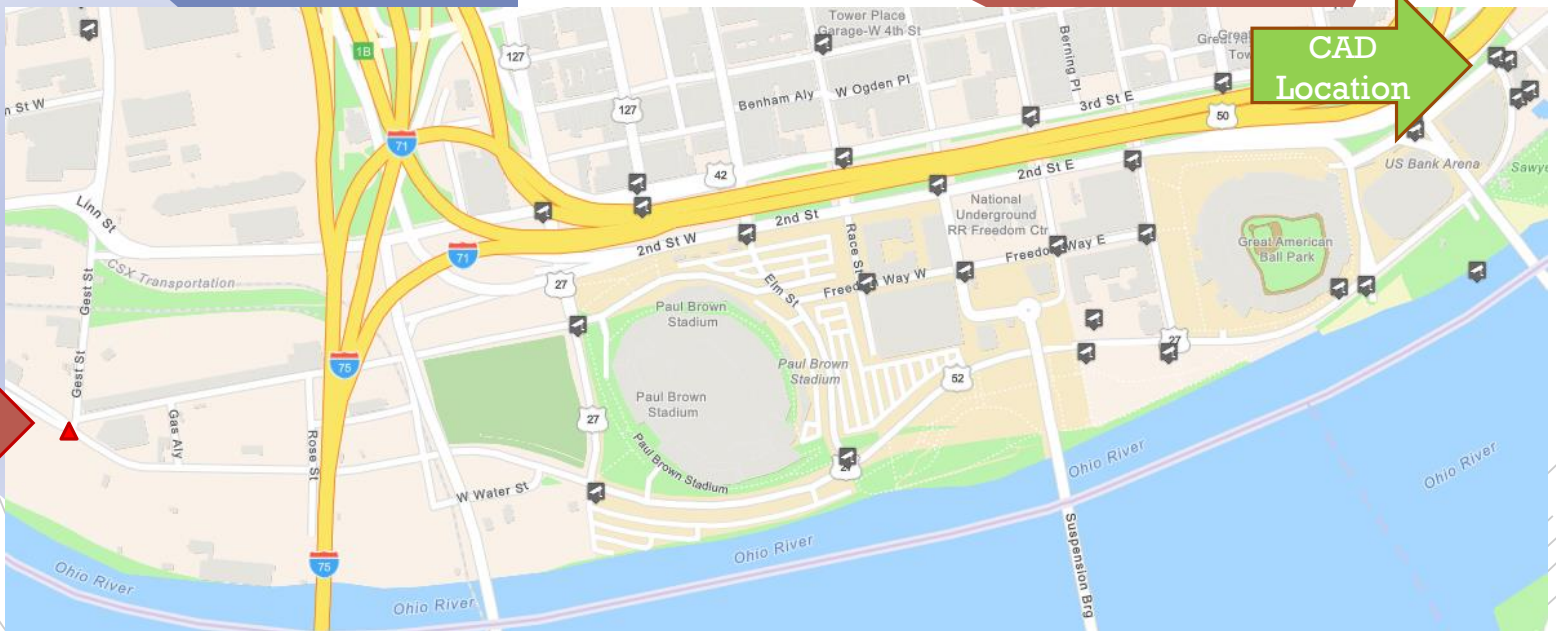 Tower Place
Garage-W 4th St
CAD
Location
1B
127
127
Berning Pl
Benham Aly
W Ogden Pl
3rd St E
50
71
42
2nd St E
US Bank Arena
Linn St
National
Underground
RR Freedom Ctr
2nd St
2nd St W
Race St
Freedom Way E
Great American
Ball Park
71
CSX Transportation
Gest St
27
Elm St
Freedom Way W
Paul Brown
Stadium
Gest St
75
Paul Brown
Stadium
52
27
Paul Brown
Stadium
27
Gas Aly
Rose St
Paul Brown Stadium
27
W Water St
Ohio River
Ohio River
Suspension Brg
Ohio River
75
Ohio River
Ohio River